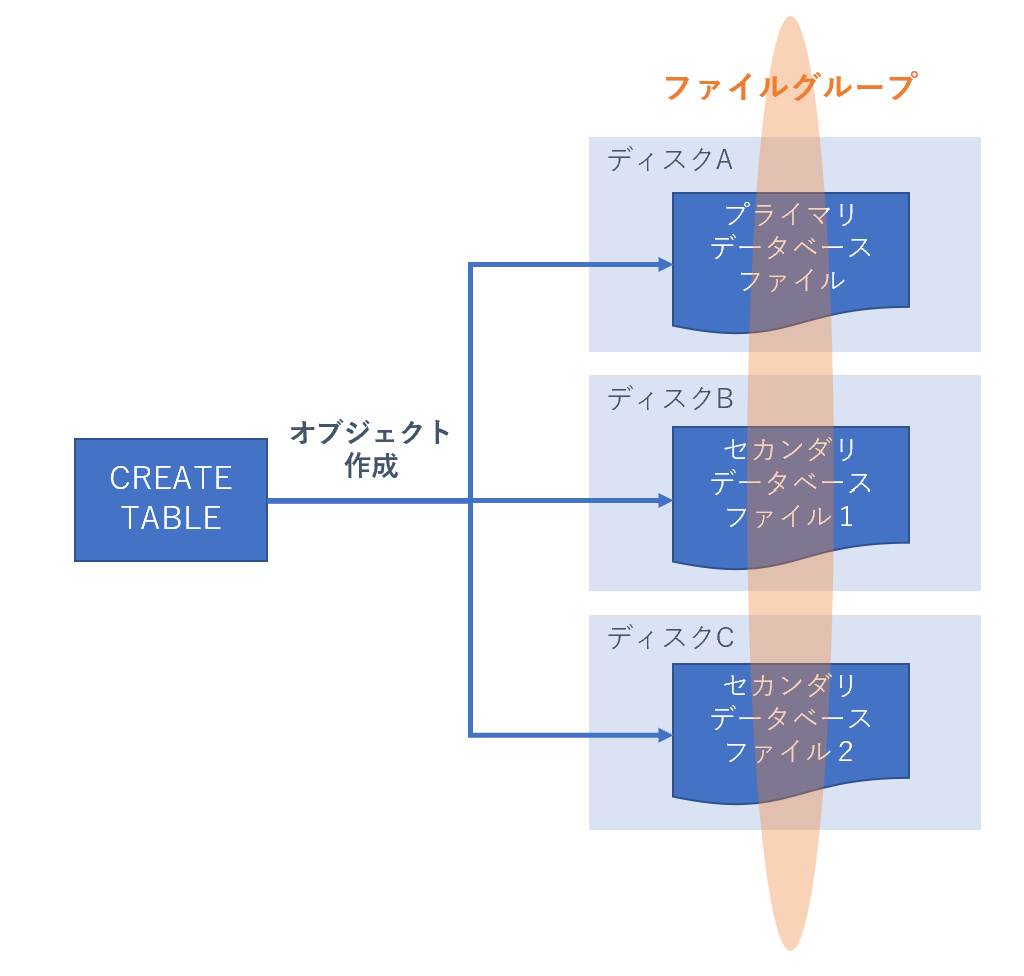 ファイルグループ
ディスクA
プライマリ
データベース
ファイル
ディスクB
オブジェクト
作成
CREATE
TABLE
セカンダリ
データベース
ファイル1
ディスクC
セカンダリ
データベース
ファイル2